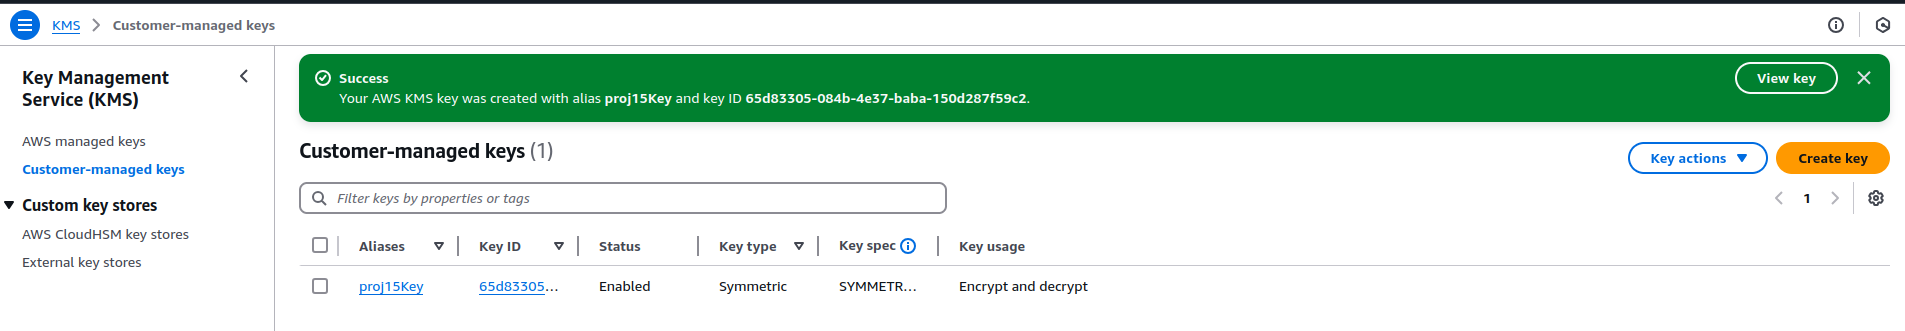 KMS > Customer-managed keys
Key Management
Service (KMS)
AWS managed keys
Customer-managed keys
Custom key stores
AWS CloudHSM key stores
External key stores
Success
Your AWS KMS key was created with alias proj15Key and key ID 65d83305-084b-4e37-baba-150d287f59c2.
View key
Customer-managed keys (1)
Key actions
Create key
Filter keys by properties or tags
1
Aliases Key ID Status Key type Key spec Key usage
proj15Key 65d83305... Enabled Symmetric SYMMETR... Encrypt and decrypt